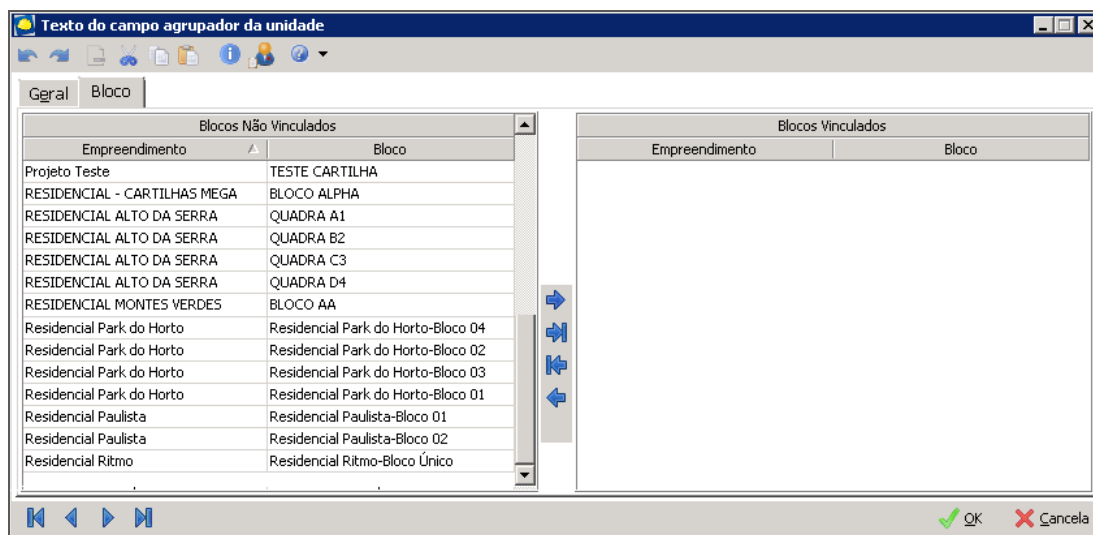 Texto do campo agrupador da unidade
Geral Bloco
Blocos Não Vinculados Blocos Vinculados
Empreendimento Bloco Empreendimento Bloco
Projeto Teste TESTE CARTILHA
RESIDENCIAL - CARTILHAS MEGA BLOCO ALPHA
RESIDENCIAL ALTO DA SERRA QUADRA A1
RESIDENCIAL ALTO DA SERRA QUADRA B2
RESIDENCIAL ALTO DA SERRA QUADRA C3
RESIDENCIAL ALTO DA SERRA QUADRA D4
RESIDENCIAL MONTES VERDES BLOCO AA
Residencial Park do Horto Residencial Park do Horto-Bloco 04
Residencial Park do Horto Residencial Park do Horto-Bloco 02
Residencial Park do Horto Residencial Park do Horto-Bloco 03
Residencial Park do Horto Residencial Park do Horto-Bloco 01
Residencial Paulista Residencial Paulista-Bloco 01
Residencial Paulista Residencial Paulista-Bloco 02
Residencial Ritmo Residencial Ritmo-Bloco Único
OK Cancela